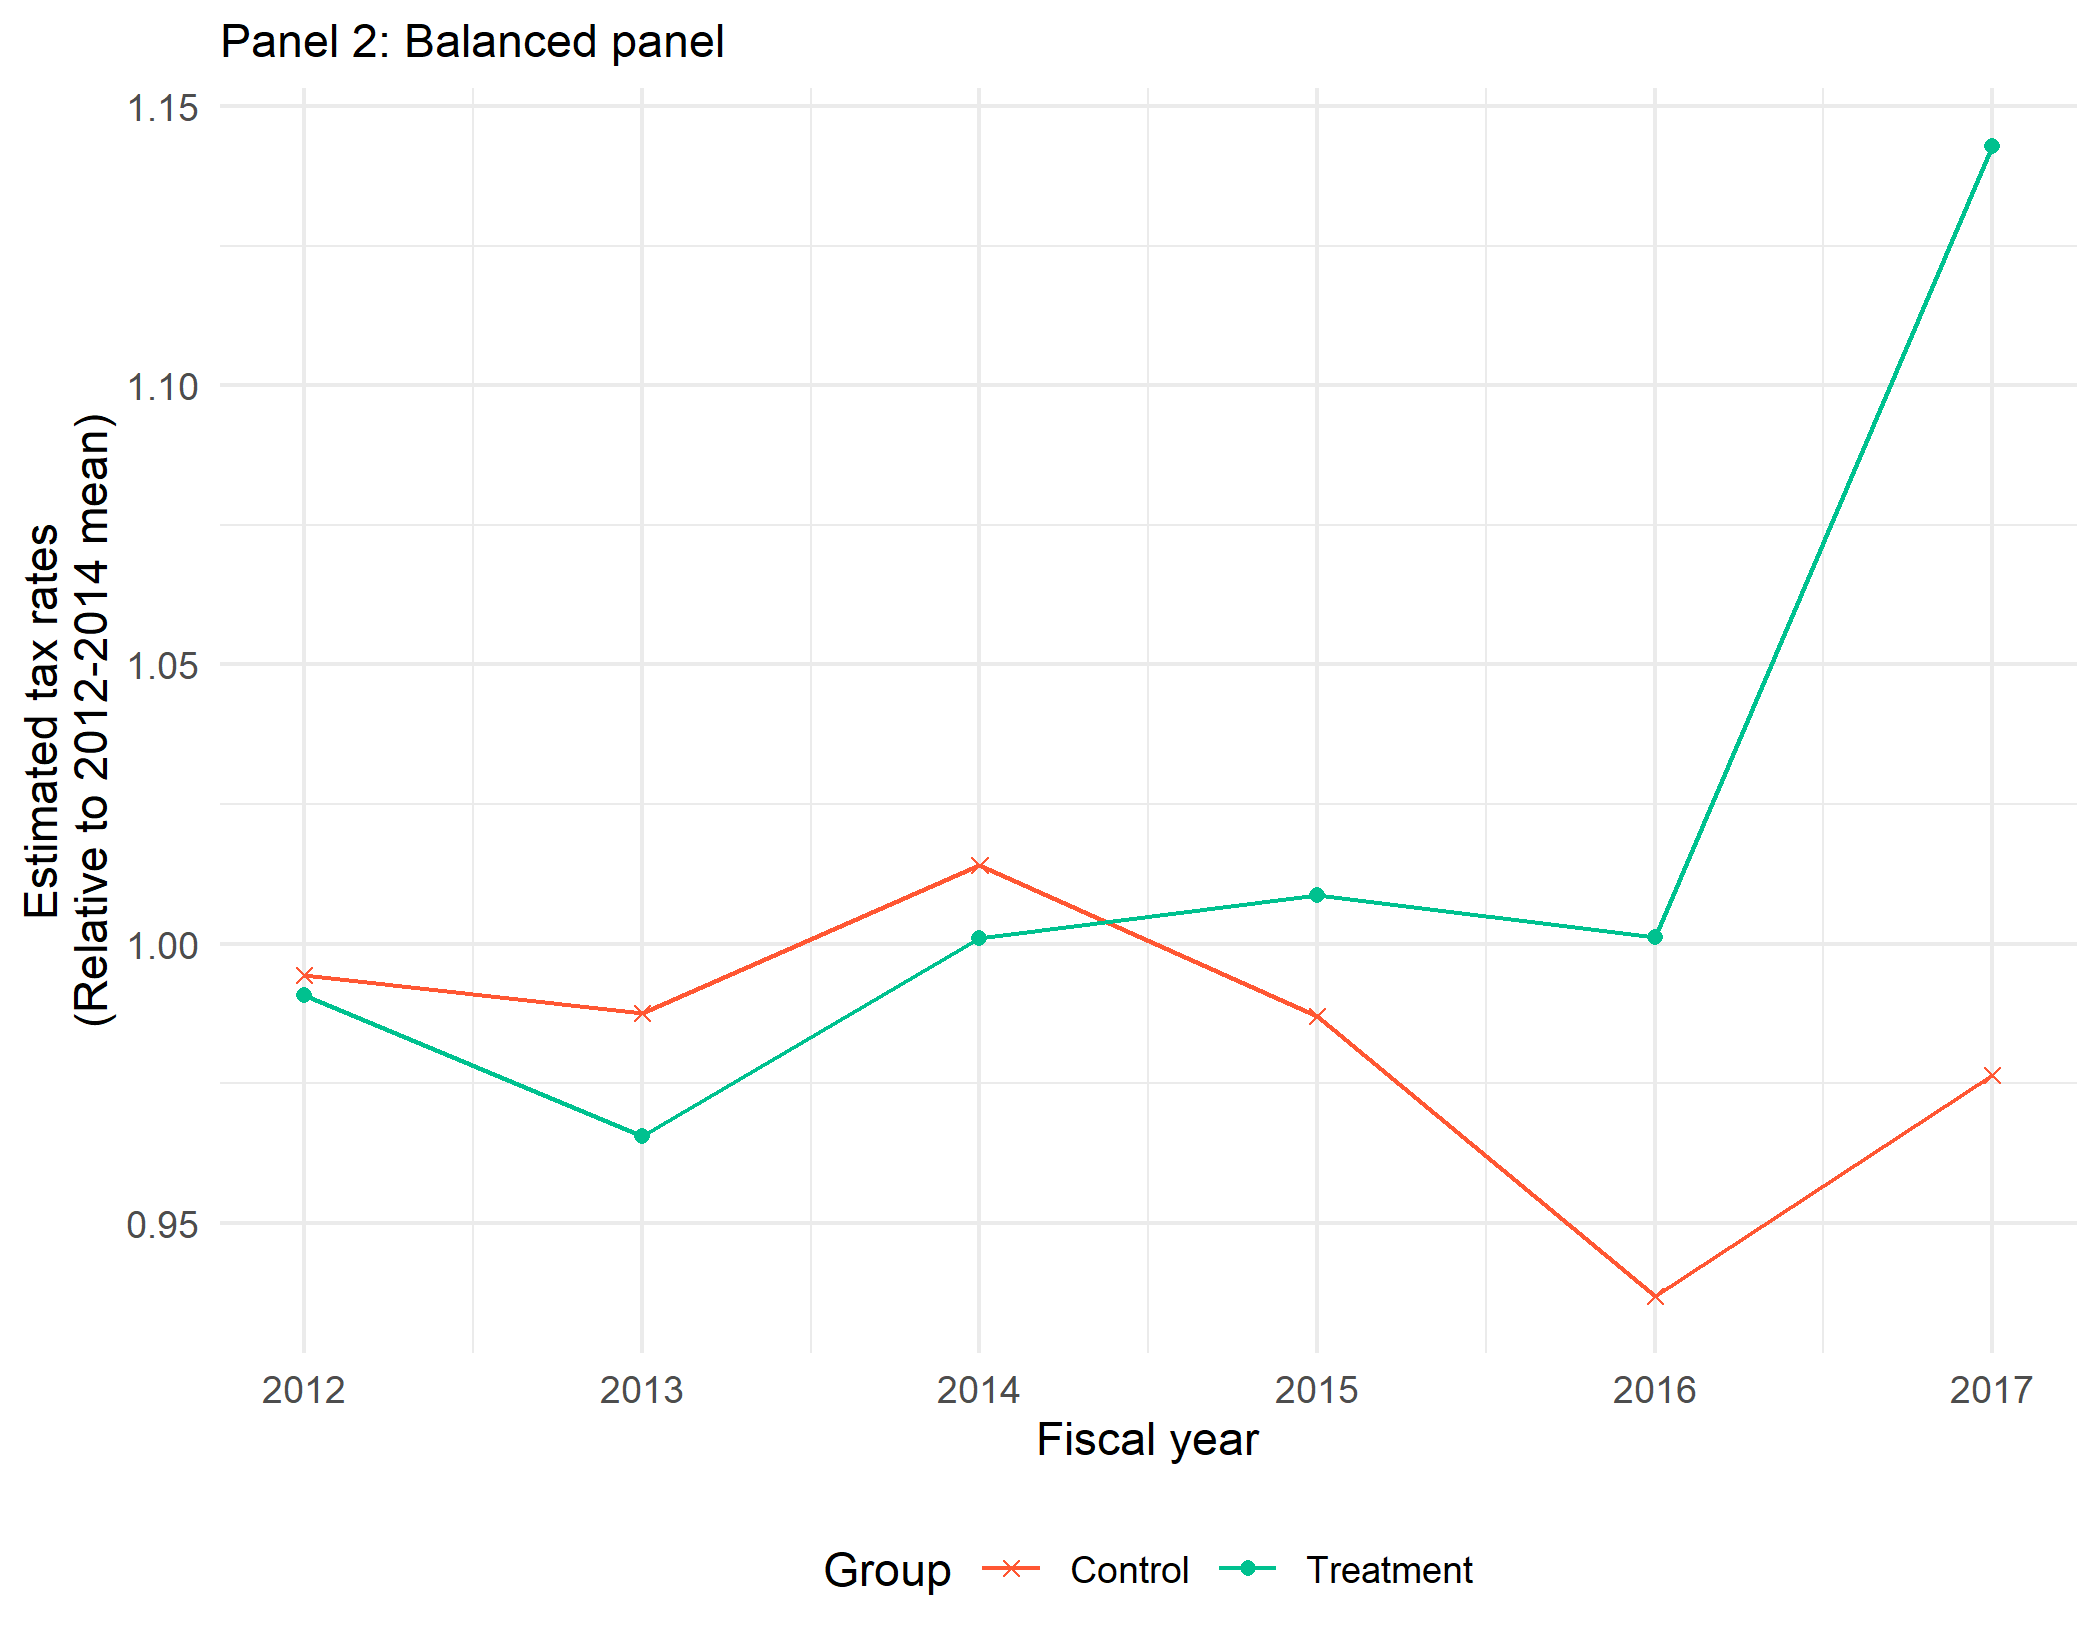 Panel 2: Balanced panel
Estimated tax rates
(Relative to 2012-2014 mean)
1.15
1.10
1.05
1.00
0.95
2012 2013 2014 2015 2016 2017
Fiscal year
Group Control Treatment